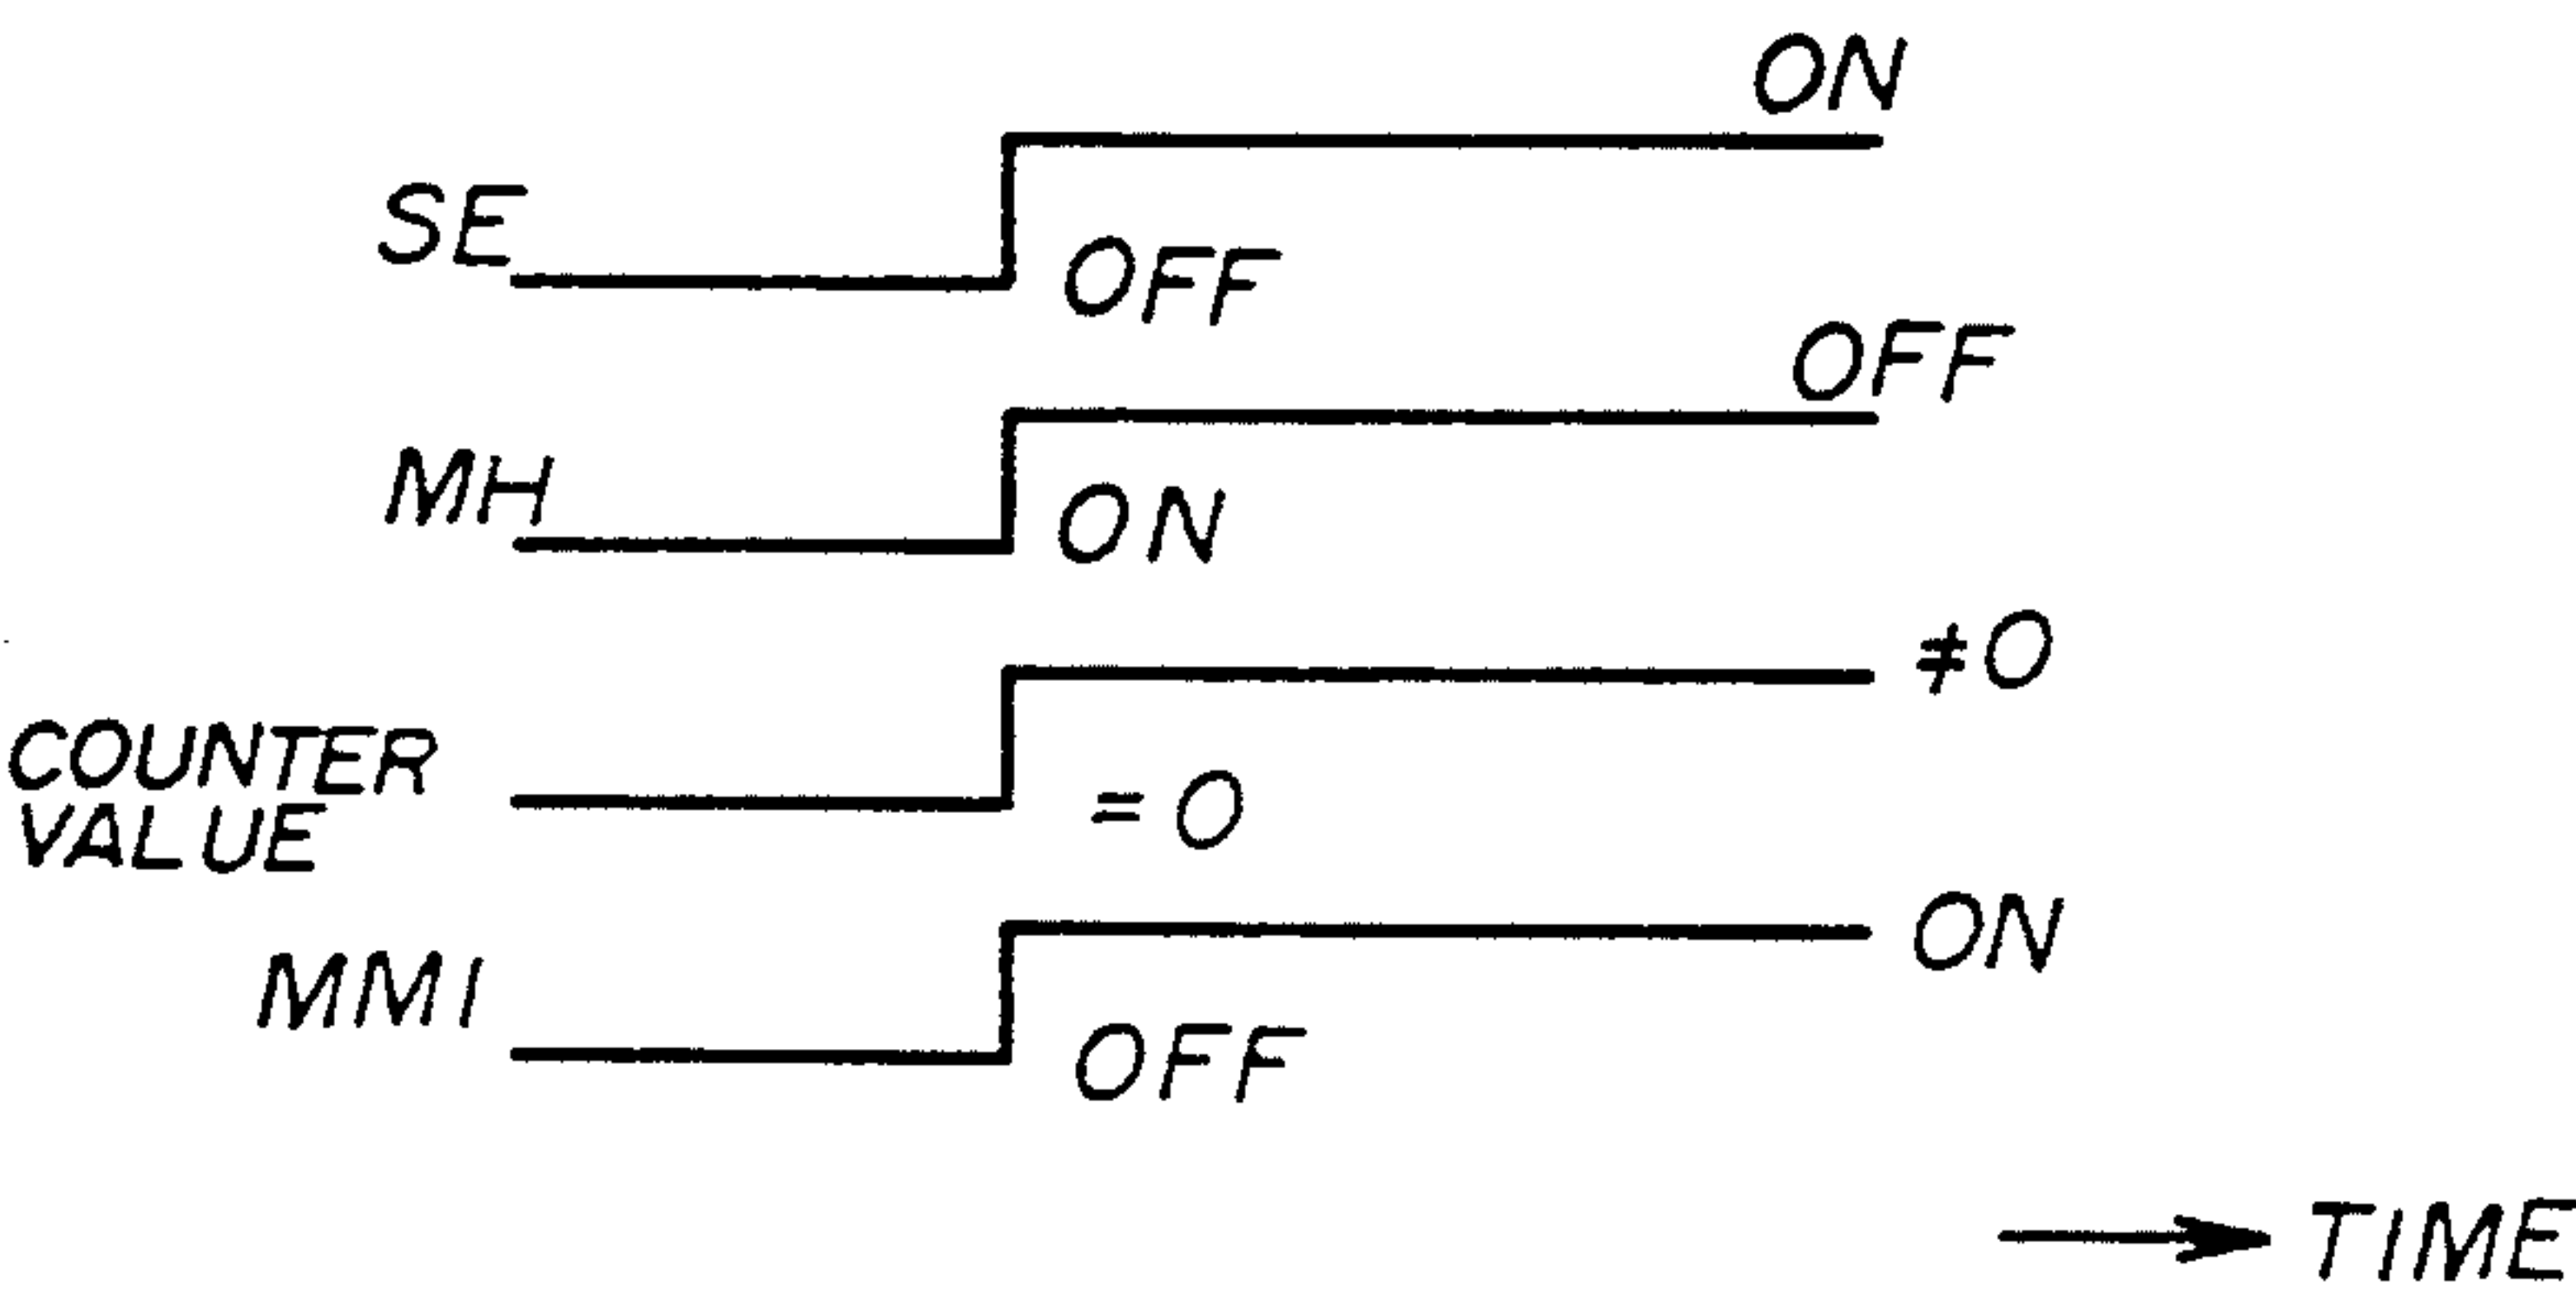 ON
SE
OFF
OFF
MH
ON
≠0
COUNTER
VALUE
=0
ON
MMI
OFF
TIME